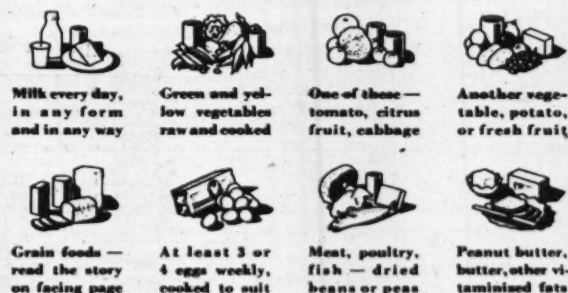 Milk every day,
in any form
and in any way
Green and yel-
low vegetables
raw and cooked
One of these —
tomato, citrus
fruit, cabbage
Another vege-
table, potato,
or fresh fruit
Grain foods —
read the story
on facing page
At least 3 or
4 eggs weekly,
cooked to suit
Meat, poultry,
fish — dried
beans or peas
Peanut butter,
butter, other vi-
taminized fats